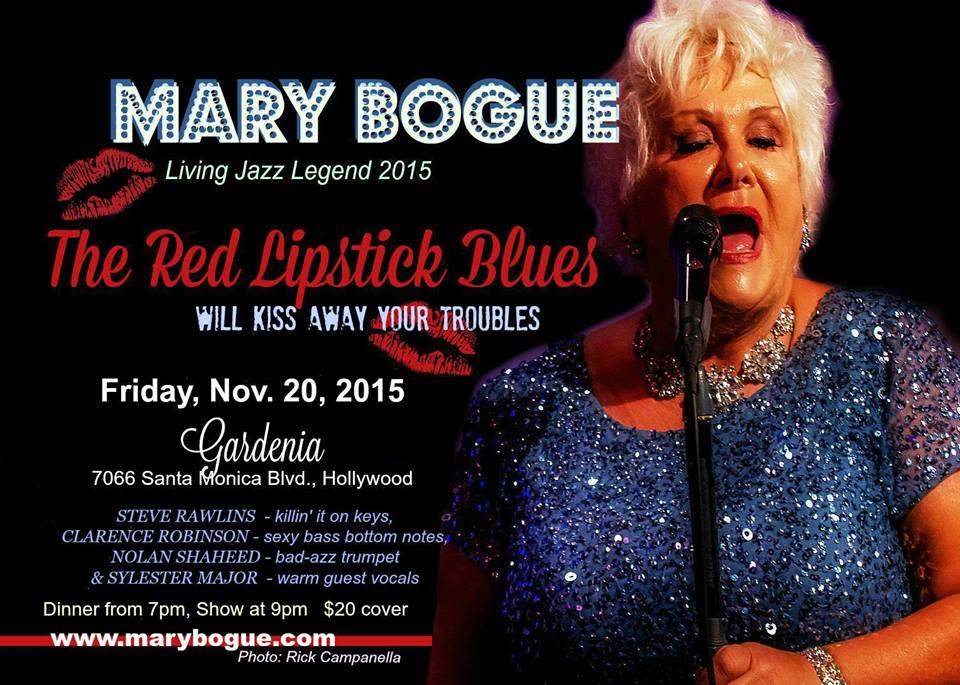 MARY BOGUE
Living Jazz Legend 2015
The Red Lipstick Blues
WILL KISS AWAY YOUR TROUBLES
Friday, Nov. 20, 2015
Gardenia
7066 Santa Monica Blvd., Hollywood
STEVE RAWLINS - killin' it on keys,
CLARENCE ROBINSON - sexy bass bottom notes,
NOLAN SHAHEED - bad-azz trumpet
& SYLESTER MAJOR - warm guest vocals
Dinner from 7pm, Show at 9pm $20 cover
www.marybogue.com
Photo: Rick Campanella